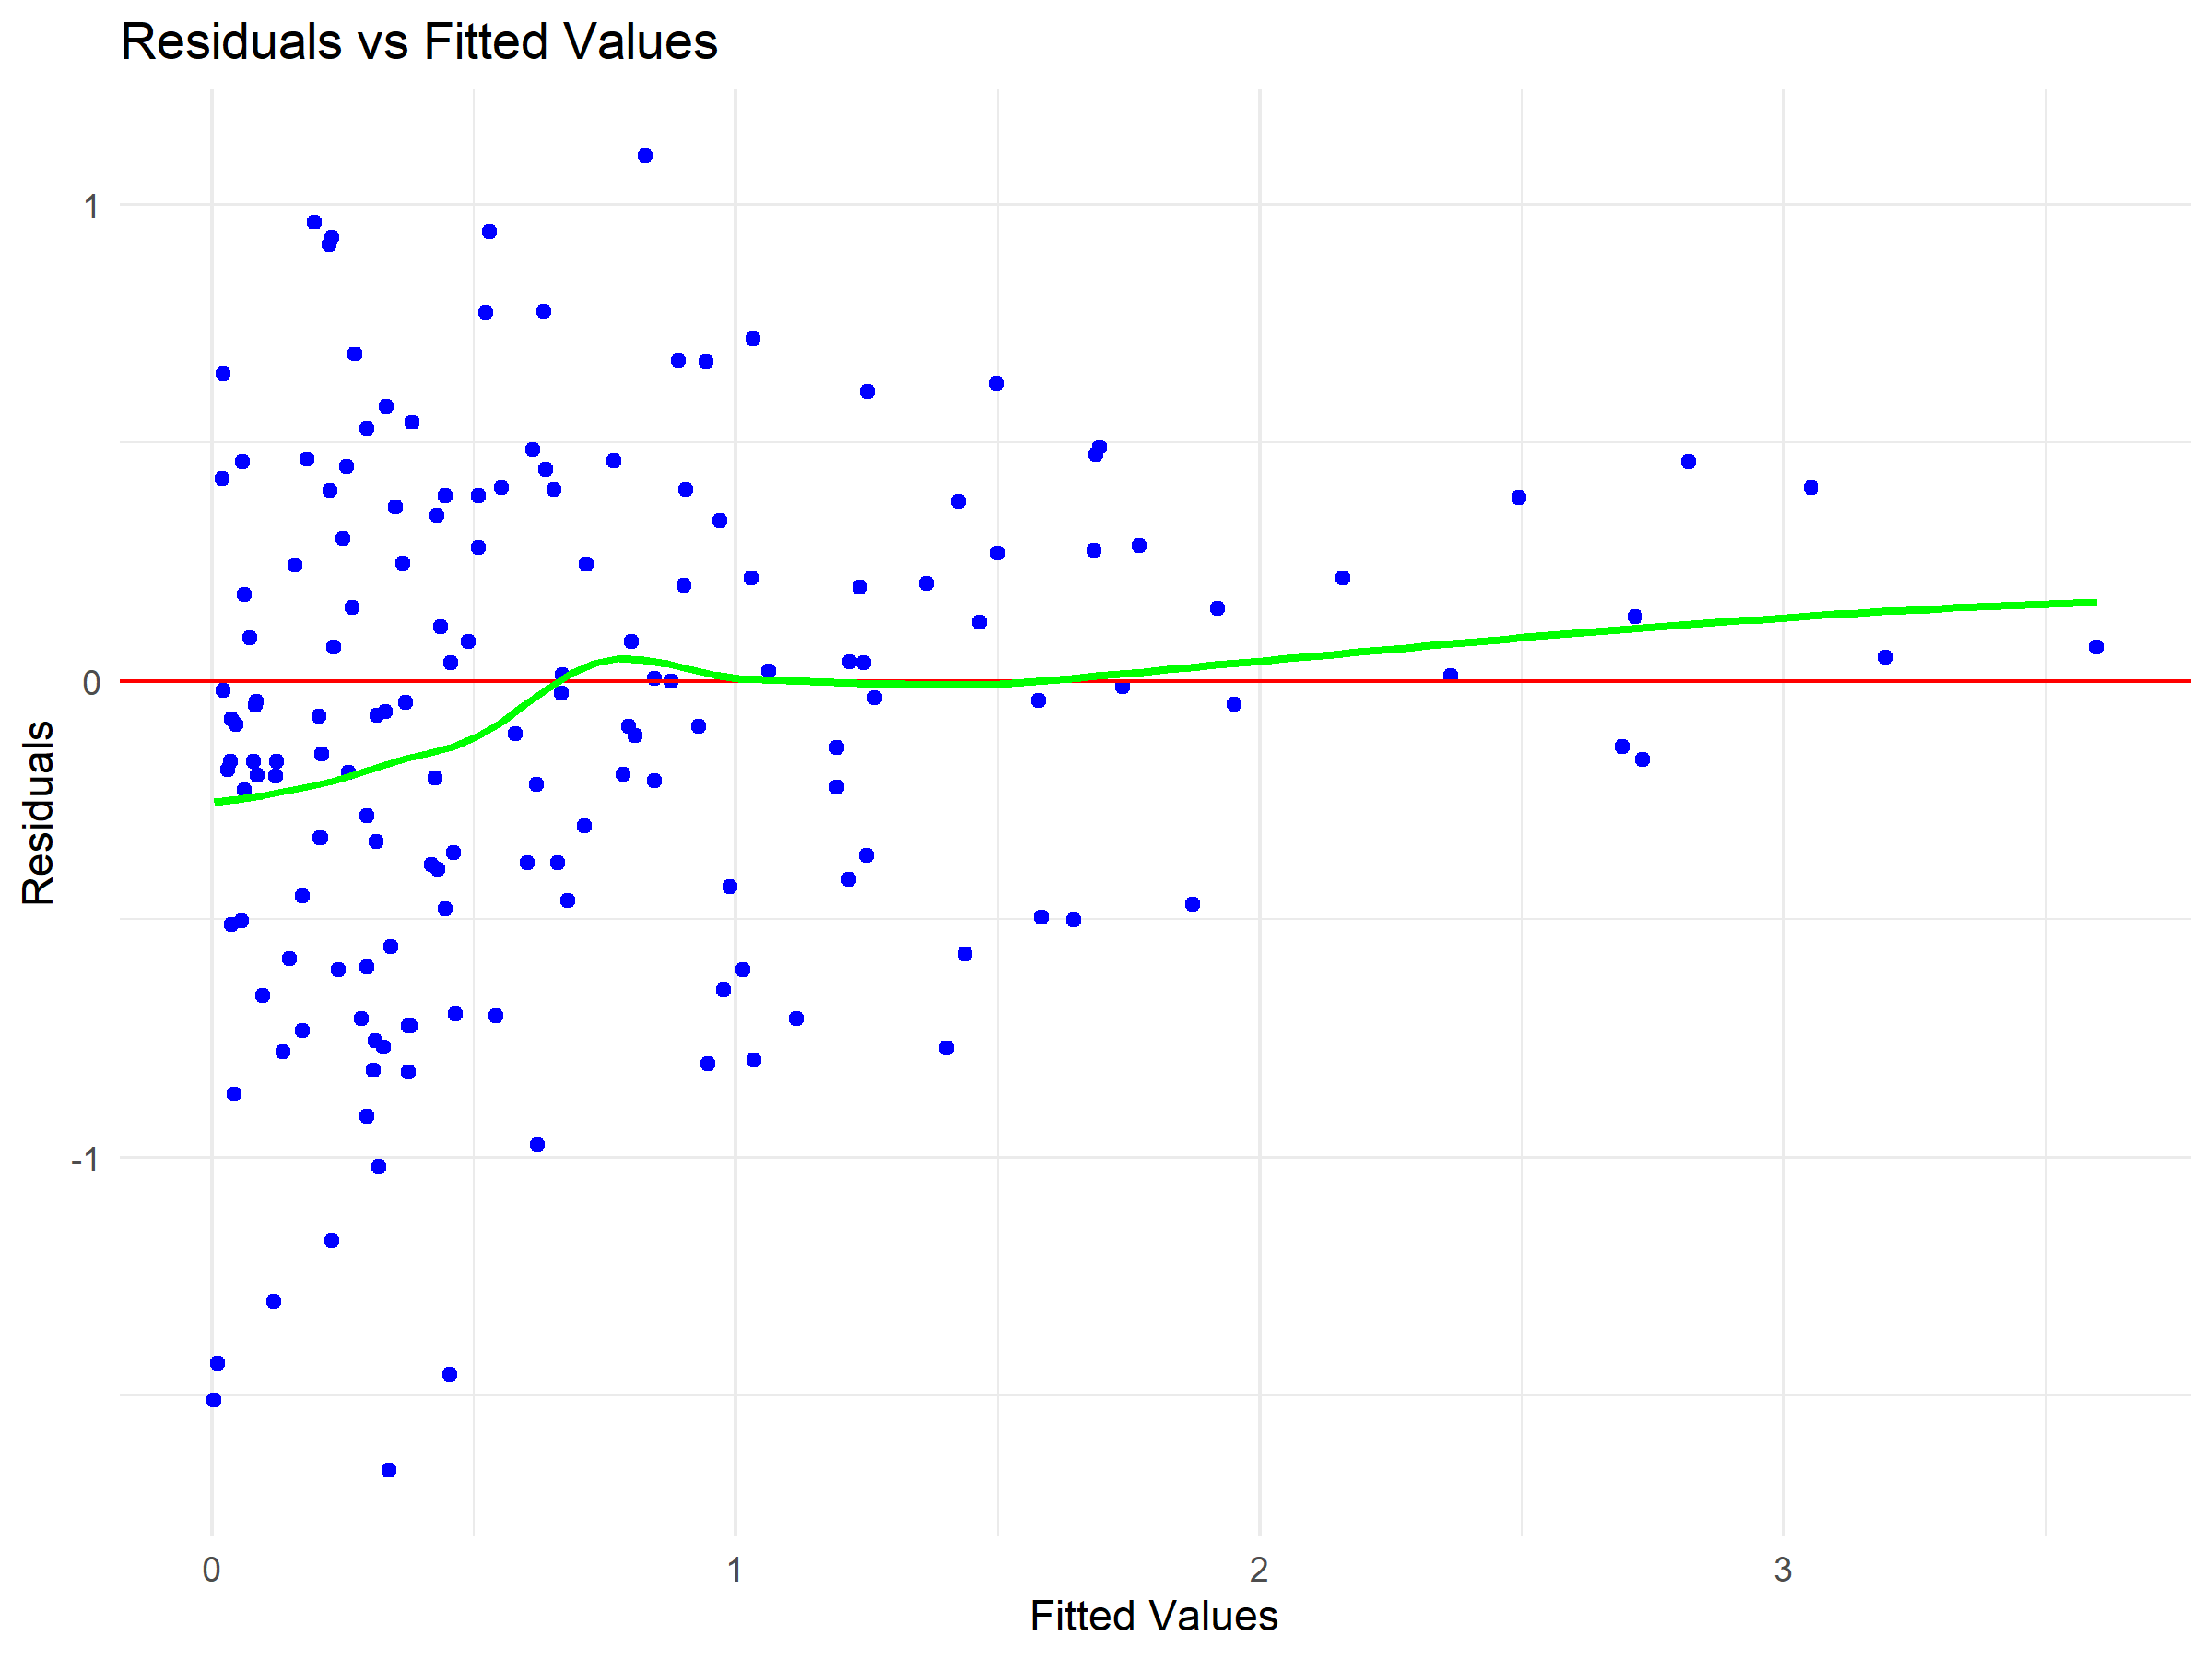 Residuals vs Fitted Values
1
0
-1
Residuals
0 1 2 3
Fitted Values